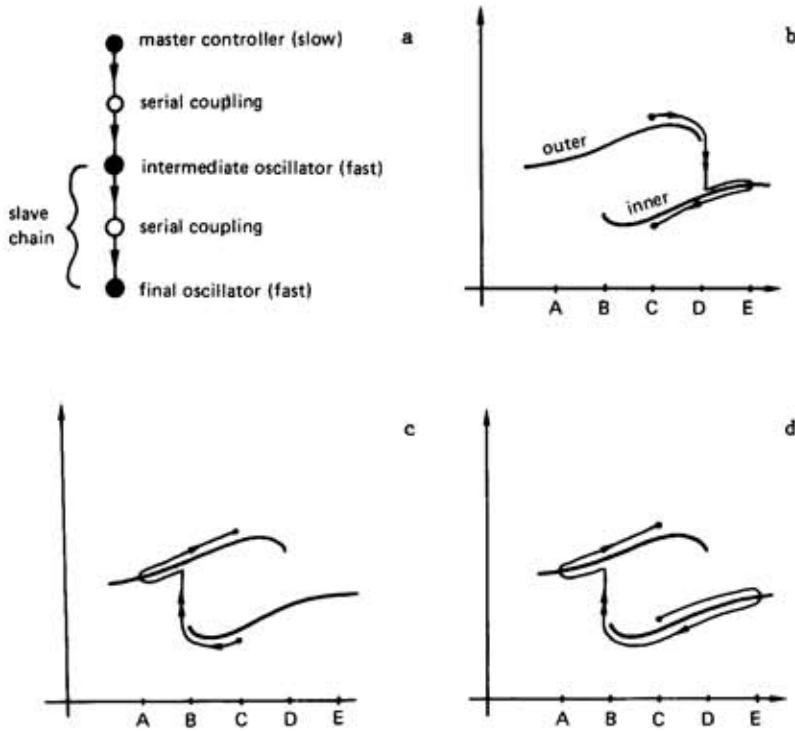 a
master controller (slow)
serial coupling
intermediate oscillator (fast)
slave
chain
serial coupling
final oscillator (fast)
b
outer
inner
A B C D E
c
A B C D E
d
A B C D E